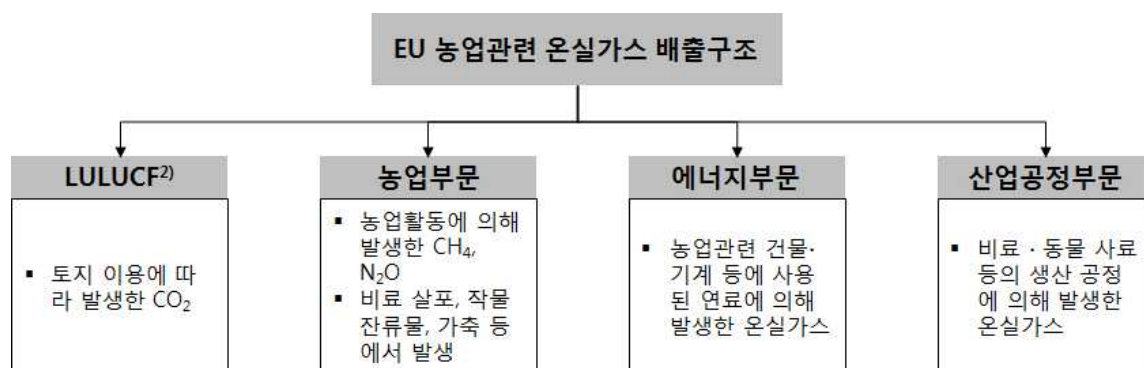 EU 농업관련 온실가스 배출구조
LULUCF²⁾
▪ 토지 이용에 따
라 발생한 CO₂
농업부문
▪ 농업활동에 의해
발생한 CH₄,
N₂O
▪ 비료 살포, 작물
잔류물, 가축 등
에서 발생
에너지부문
▪ 농업관련 건물·
기계 등에 사용
된 연료에 의해
발생한 온실가스
산업공정부문
▪ 비료 · 동물 사료
등의 생산 공정
에 의해 발생한
온실가스